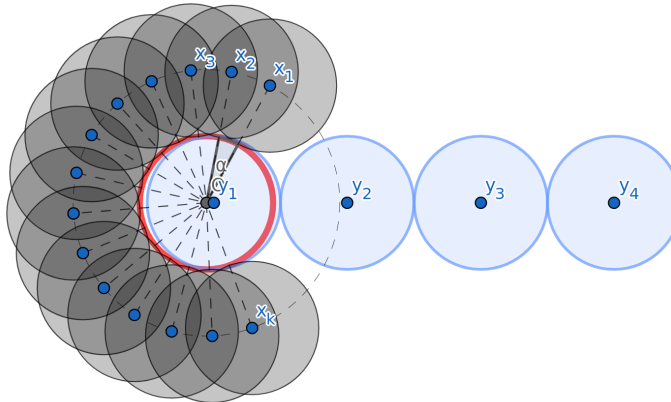 x₃
x₂
x₁
α
y₁
y₂
y₃
y₄
xₖ